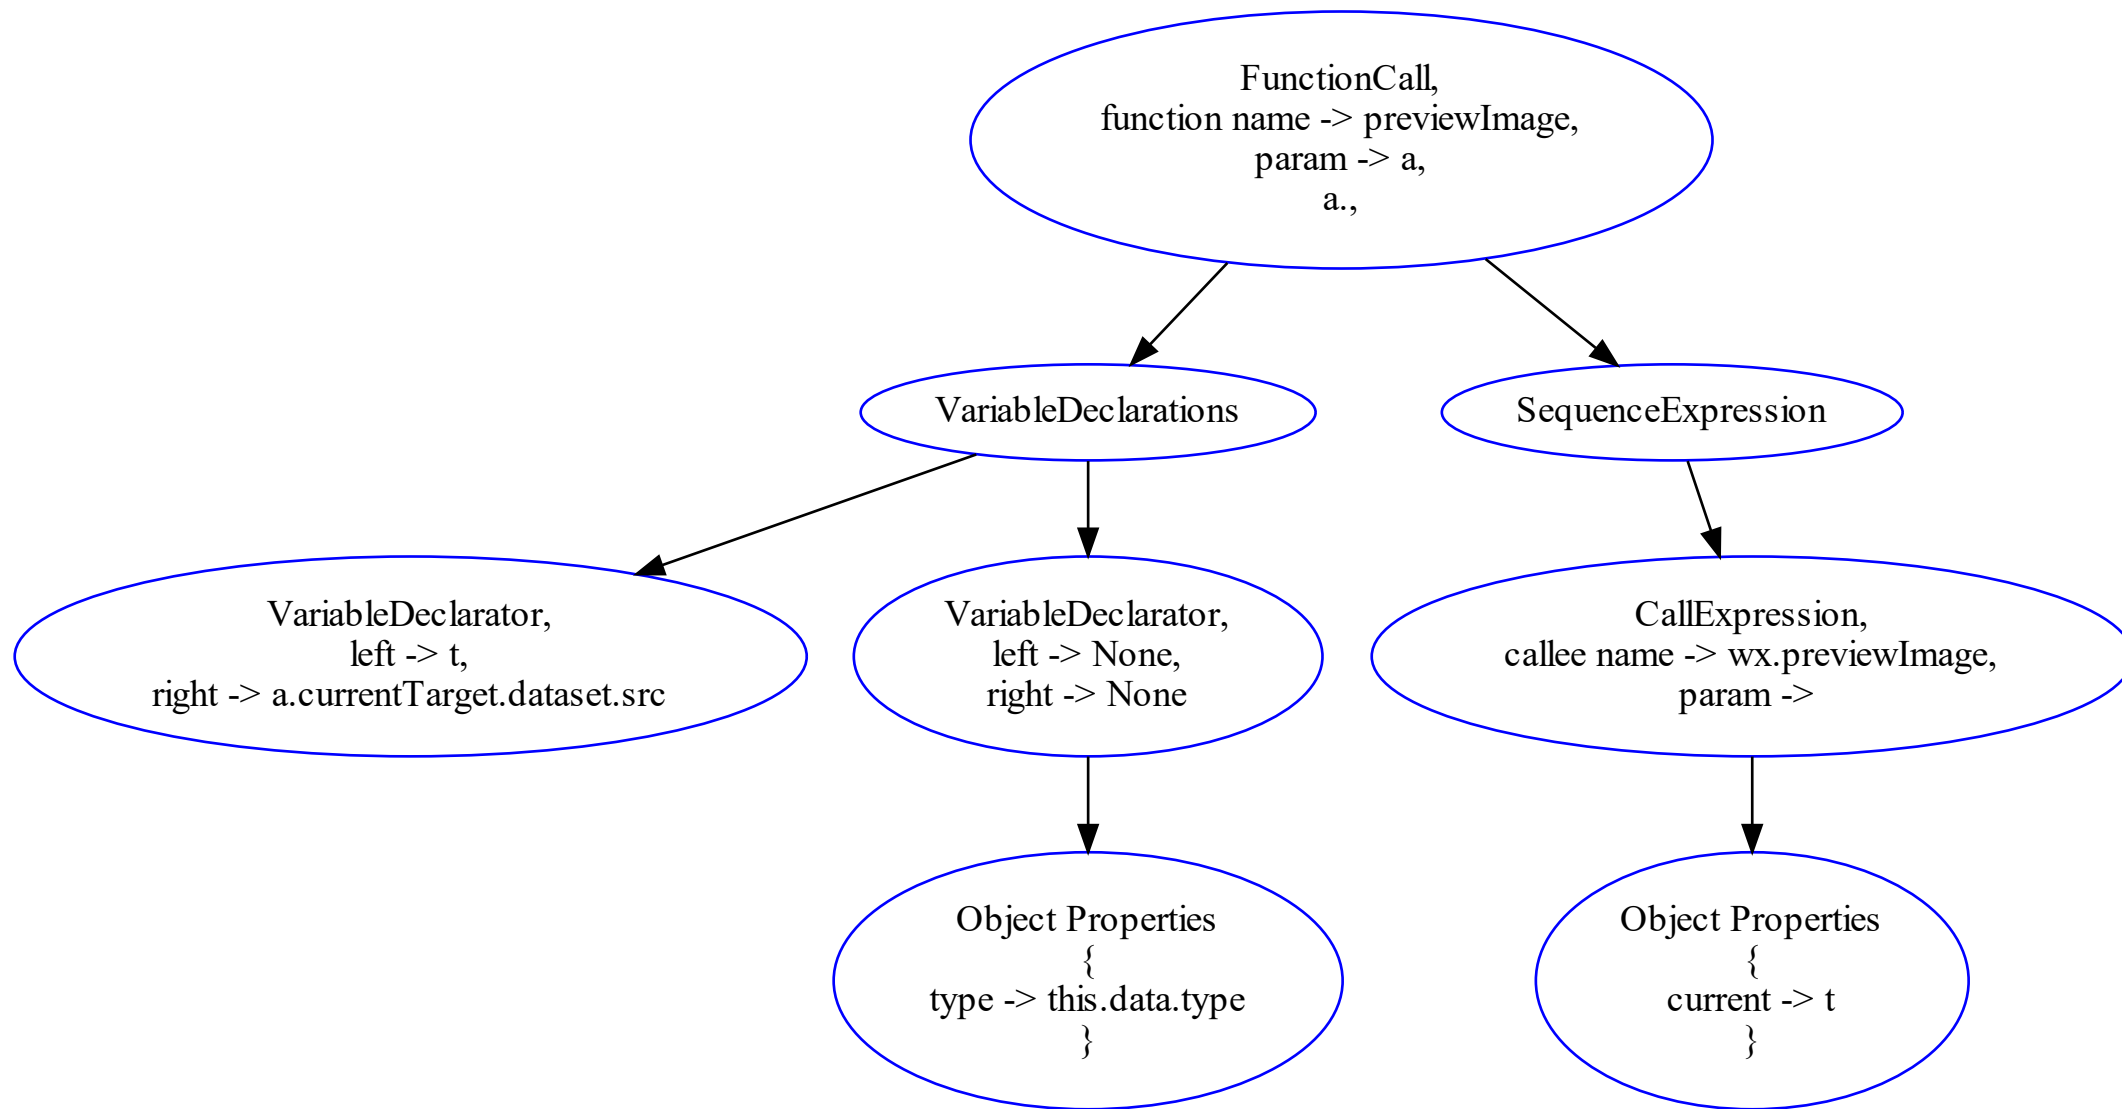 FunctionCall,
function name -> previewImage,
param -> a,
a.,
VariableDeclarations
SequenceExpression
VariableDeclarator,
left -> t,
right -> a.currentTarget.dataset.src
VariableDeclarator,
left -> None,
right -> None
CallExpression,
callee name -> wx.previewImage,
param ->
Object Properties
{
type -> this.data.type
}
Object Properties
{
current -> t
}